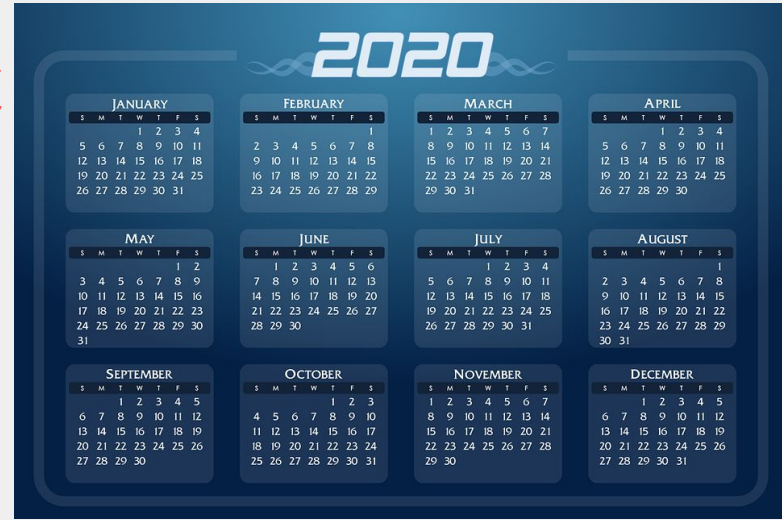 2020
JANUARY
S M T W T F S
1 2 3 4
5 6 7 8 9 10 11
12 13 14 15 16 17 18
19 20 21 22 23 24 25
26 27 28 29 30 31
FEBRUARY
S M T W T F S
1
2 3 4 5 6 7 8
9 10 11 12 13 14 15
16 17 18 19 20 21 22
23 24 25 26 27 28 29
MARCH
S M T W T F S
1 2 3 4 5 6 7
8 9 10 11 12 13 14
15 16 17 18 19 20 21
22 23 24 25 26 27 28
29 30 31
APRIL
S M T W T F S
1 2 3 4
5 6 7 8 9 10 11
12 13 14 15 16 17 18
19 20 21 22 23 24 25
26 27 28 29 30
MAY
S M T W T F S
1 2
3 4 5 6 7 8 9
10 11 12 13 14 15 16
17 18 19 20 21 22 23
24 25 26 27 28 29 30
31
JUNE
S M T W T F S
1 2 3 4 5 6
7 8 9 10 11 12 13
14 15 16 17 18 19 20
21 22 23 24 25 26 27
28 29 30
JULY
S M T W T F S
1 2 3 4
5 6 7 8 9 10 11
12 13 14 15 16 17 18
19 20 21 22 23 24 25
26 27 28 29 30 31
AUGUST
S M T W T F S
1
2 3 4 5 6 7 8
9 10 11 12 13 14 15
16 17 18 19 20 21 22
23 24 25 26 27 28 29
30 31
SEPTEMBER
S M T W T F S
1 2 3 4 5
6 7 8 9 10 11 12
13 14 15 16 17 18 19
20 21 22 23 24 25 26
27 28 29 30
OCTOBER
S M T W T F S
1 2 3
4 5 6 7 8 9 10
11 12 13 14 15 16 17
18 19 20 21 22 23 24
25 26 27 28 29 30 31
NOVEMBER
S M T W T F S
1 2 3 4 5 6 7
8 9 10 11 12 13 14
15 16 17 18 19 20 21
22 23 24 25 26 27 28
29 30
DECEMBER
S M T W T F S
1 2 3 4 5
6 7 8 9 10 11 12
13 14 15 16 17 18 19
20 21 22 23 24 25 26
27 28 29 30 31